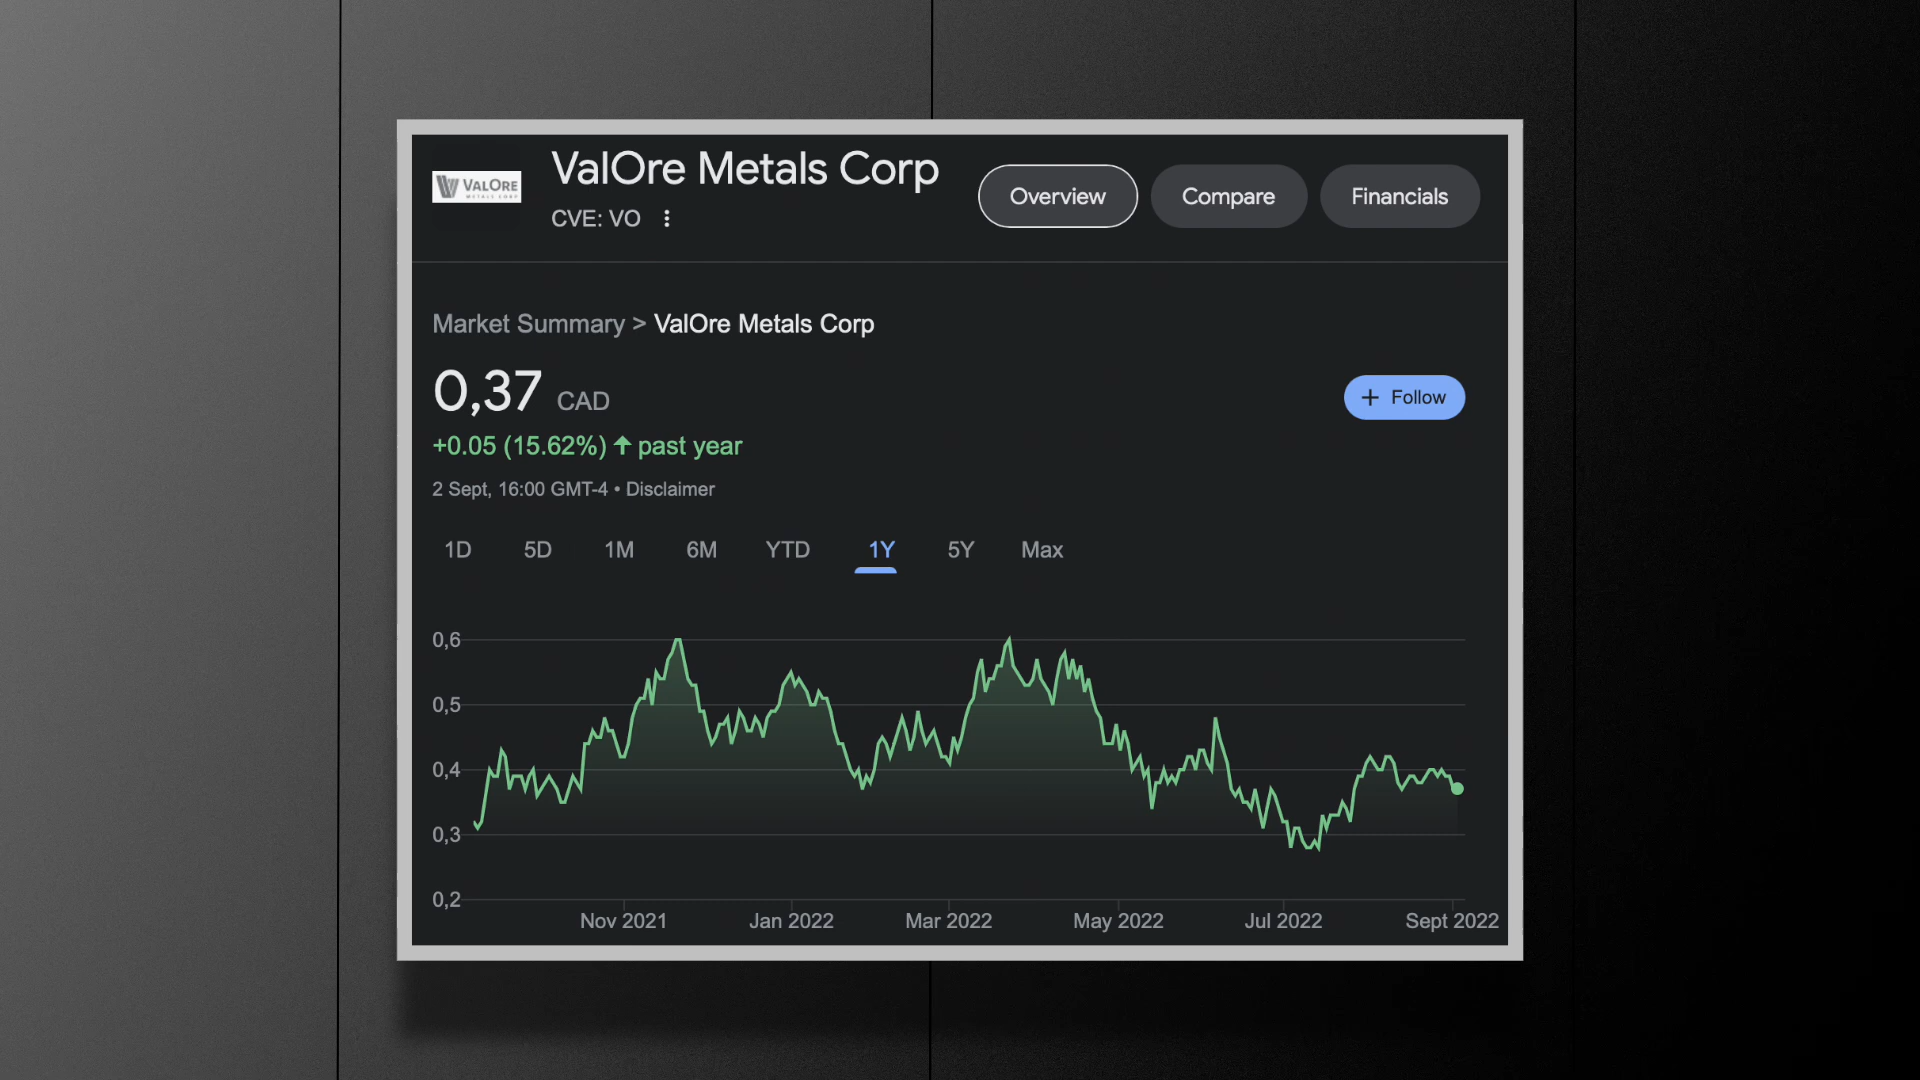 VALORE
METALS CORP
ValOre Metals Corp
CVE: VO
Overview
Compare
Financials
Market Summary > ValOre Metals Corp
0,37 CAD
+ Follow
+0.05 (15.62%) ↑ past year
2 Sept, 16:00 GMT-4 • Disclaimer
1D 5D 1M 6M YTD 1Y 5Y Max
0,6
0,5
0,4
0,3
0,2
Nov 2021 Jan 2022 Mar 2022 May 2022 Jul 2022 Sept 2022